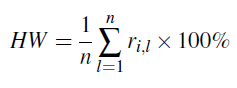 HW = \frac{1}{n} \sum_{l=1}^{n} r_{i,l} \times 100\%